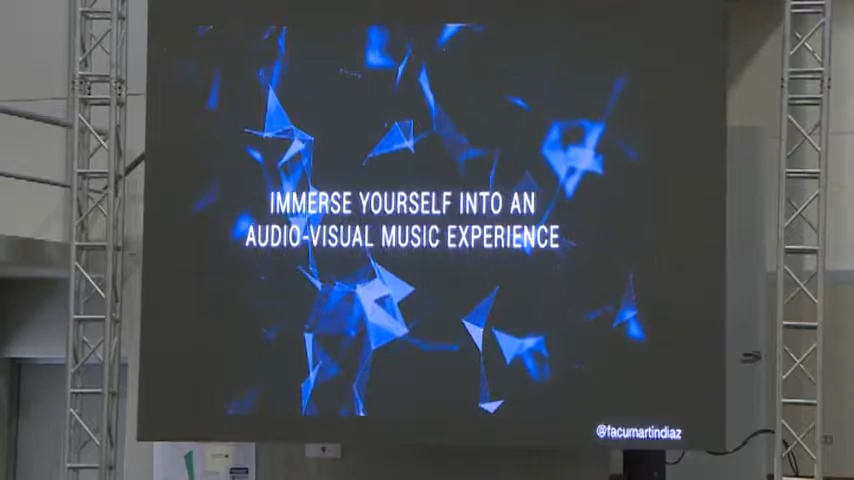 IMMERSE YOURSELF INTO AN
AUDIO-VISUAL MUSIC EXPERIENCE
@facumartindiaz